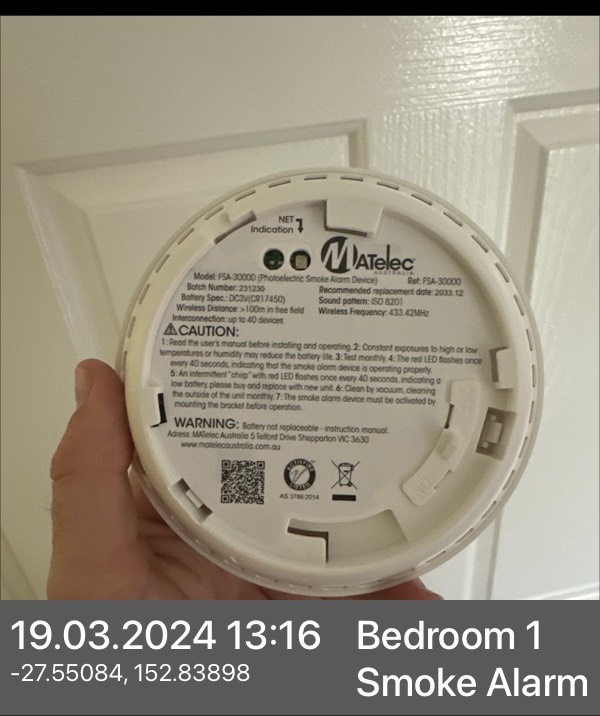 NET
Indication
MATelec
AUSTRALIA
Model: FSA-30000 (Photoelectric Smoke Alarm Device) Ref: FSA-30000
Batch Number: 231230 Recommended replacement date: 2033.12
Battery Spec.: DC3V(CR17450) Sound pattern: ISO 8201
Wireless Distance: >100m in free field Wireless Frequency: 433.42MHz
Interconnection: up to 40 devices
CAUTION:
1: Read the user's manual before installing and operating. 2: Constant exposures to high or low
temperatures or humidity may reduce the battery life. 3: Test monthly. 4: The red LED flashes once
every 40 seconds, indicating that the smoke alarm device is operating properly.
5: An intermittent "chirp" with red LED flashes once every 40 seconds, indicating a
low battery, please buy and replace with new unit. 6: Clean by vacuum, cleaning
the outside of the unit monthly. 7: The smoke alarm device must be activated by
mounting the bracket before operation.
WARNING: Battery not replaceable - instruction manual.
Adress: MATelec Australia 5 Telford Drive Shepparton VIC 3630
www.matelecaustralia.com.au
AS 3786:2014
19.03.2024 13:16
-27.55084, 152.83898
Bedroom 1
Smoke Alarm